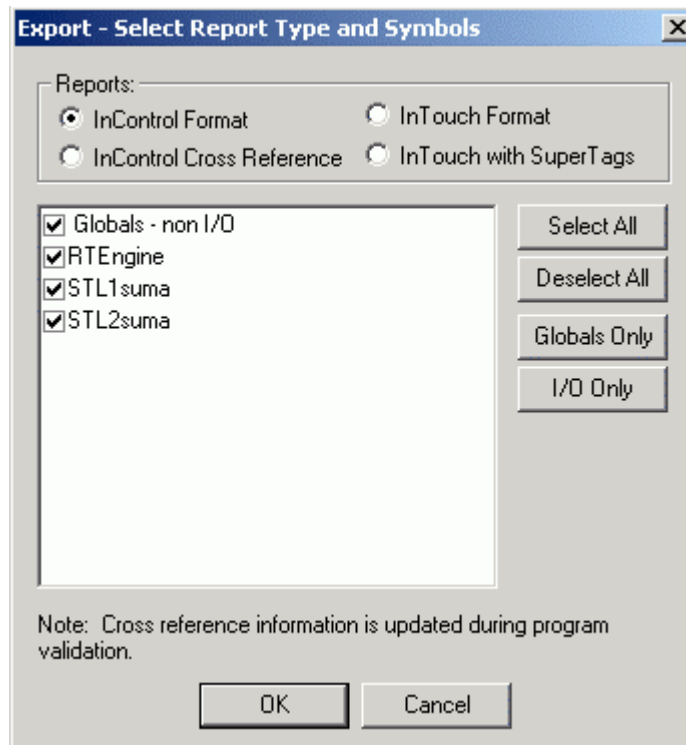 Export - Select Report Type and Symbols
Reports:
InControl Format
InTouch Format
InControl Cross Reference
InTouch with SuperTags
Globals - non I/O
RTEngine
STL1suma
STL2suma
Select All
Deselect All
Globals Only
I/O Only
Note: Cross reference information is updated during program
validation.
OK
Cancel